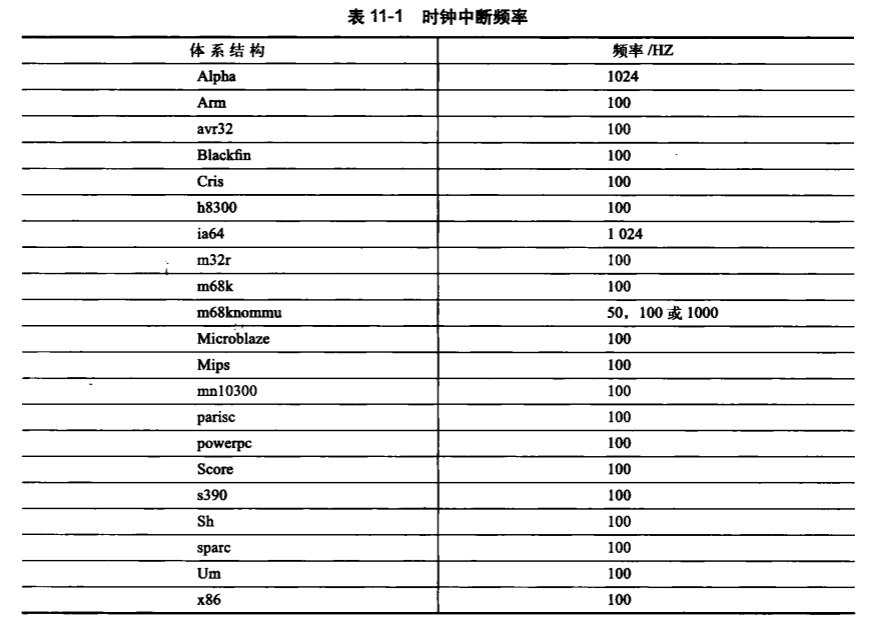 表 11-1 时钟中断频率
体系结构 频率/HZ
Alpha 1024
Arm 100
avr32 100
Blackfin 100
Cris 100
h8300 100
ia64 1 024
m32r 100
m68k 100
m68knommu 50，100 或 1000
Microblaze 100
Mips 100
mn10300 100
parisc 100
powerpc 100
Score 100
s390 100
Sh 100
sparc 100
Um 100
x86 100